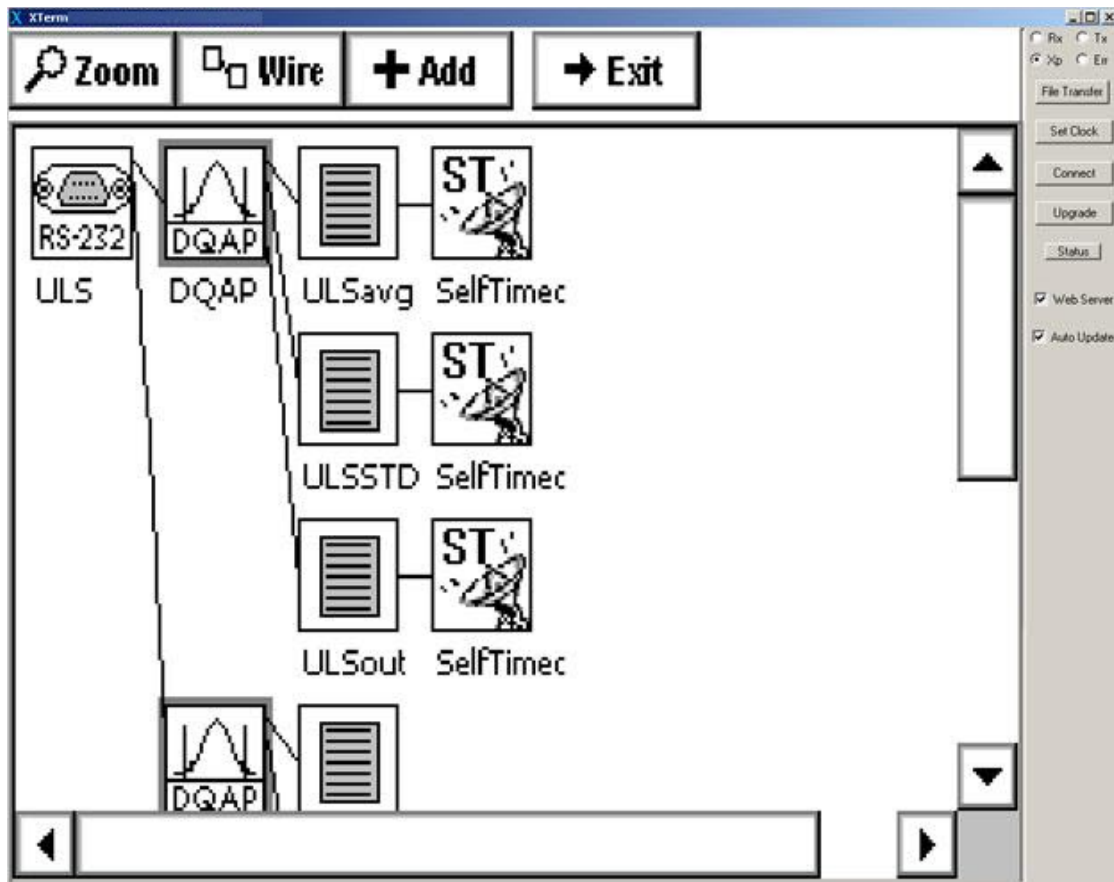 XTerm
Zoom Wire Add Exit
Rx Tx
Xp Err
File Transfer
Set Clock
Connect
Upgrade
Status
Web Server
Auto Update
RS-232 DQAP ST
ULS DQAP ULSavg SelfTimec
ST
ULSSTD SelfTimec
ST
ULSout SelfTimec
DQAP